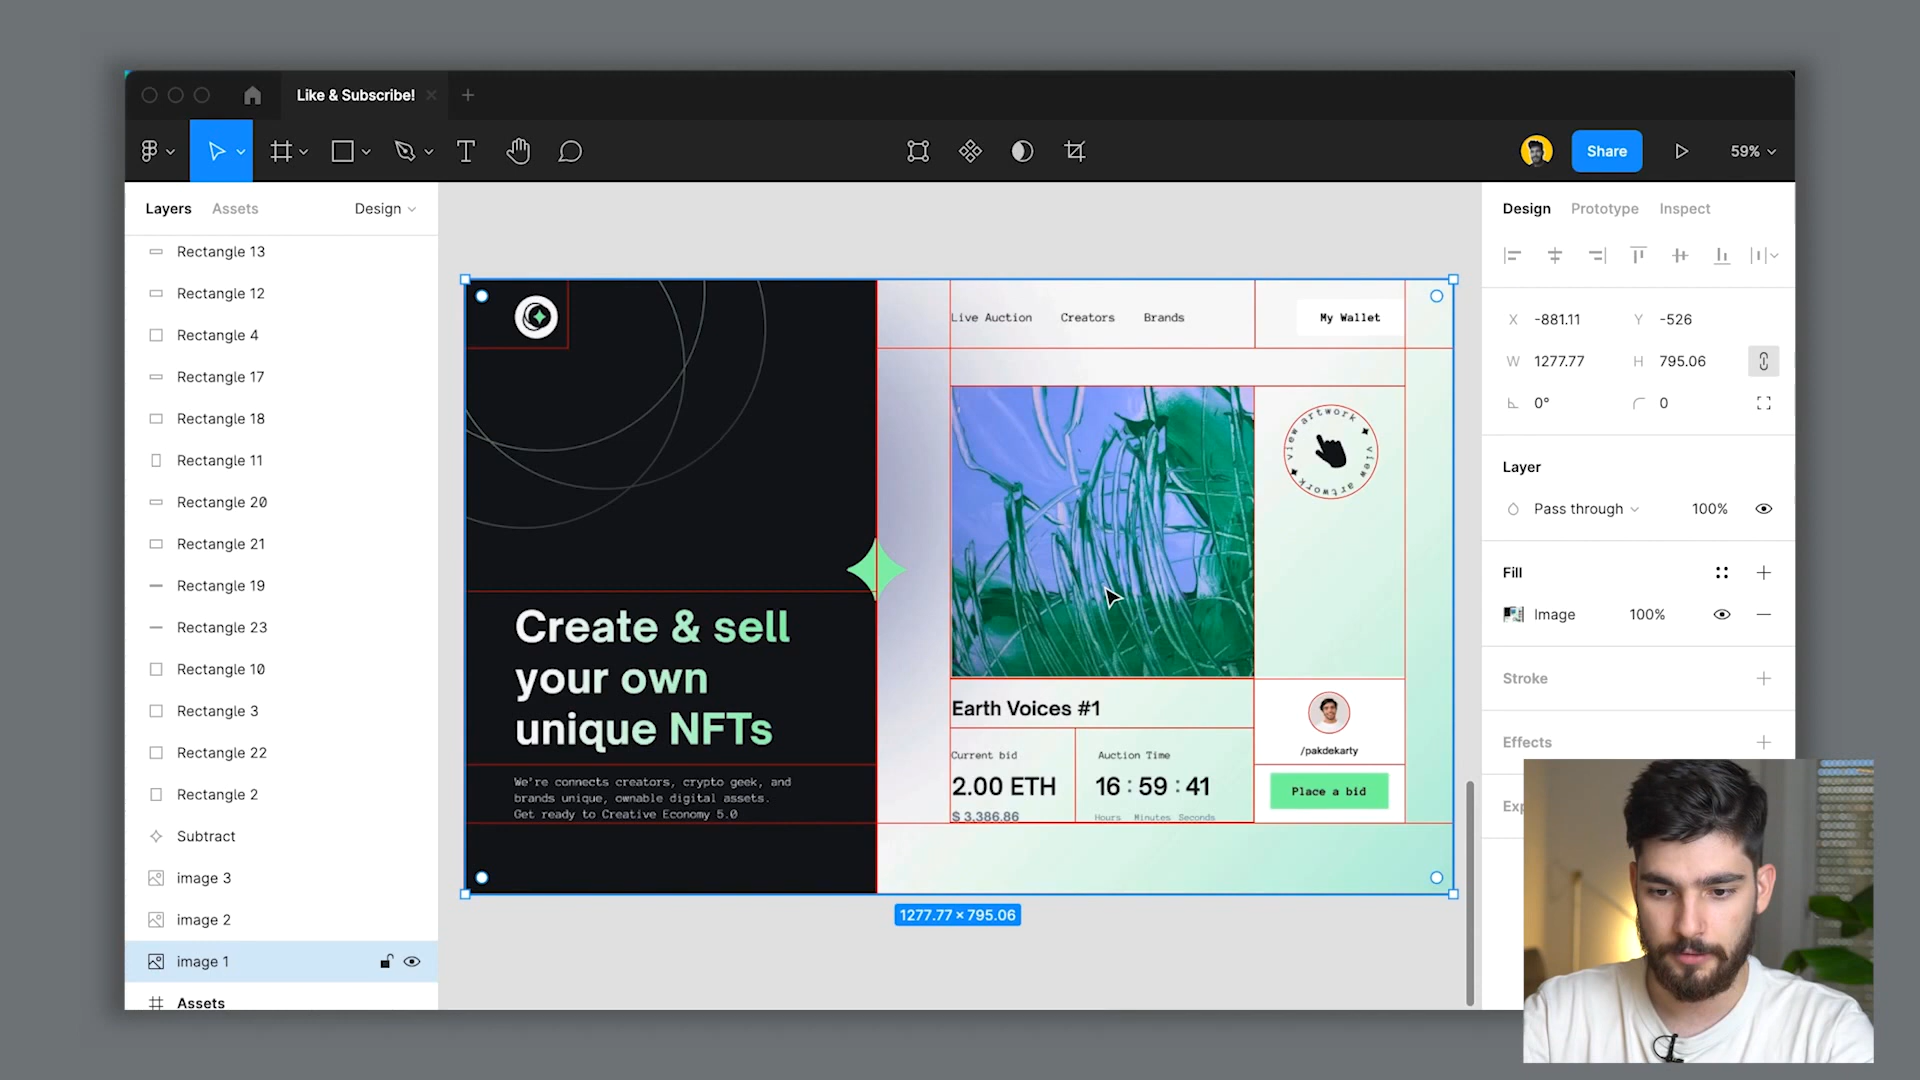 Like & Subscribe!
Share
59%
Layers
Assets
Design
Rectangle 13
Rectangle 12
Rectangle 4
Rectangle 17
Rectangle 18
Rectangle 11
Rectangle 20
Rectangle 21
Rectangle 19
Rectangle 23
Rectangle 10
Rectangle 3
Rectangle 22
Rectangle 2
Subtract
image 3
image 2
image 1
Assets
Live Auction
Creators
Brands
My Wallet
view artwork
view artwork
Create & sell
your own
unique NFTs
We're connects creators, crypto geek, and
brands unique, ownable digital assets.
Get ready to Creative Economy 5.0
Earth Voices #1
Current bid
2.00 ETH
$ 3,386.86
Auction Time
16 : 59 : 41
Hours Minutes Seconds
/pakdekarty
Place a bid
1277.77 × 795.06
Design
Prototype
Inspect
X -881.11
Y -526
W 1277.77
H 795.06
0°
0
Layer
Pass through
100%
Fill
Image
100%
Stroke
Effects
Exp